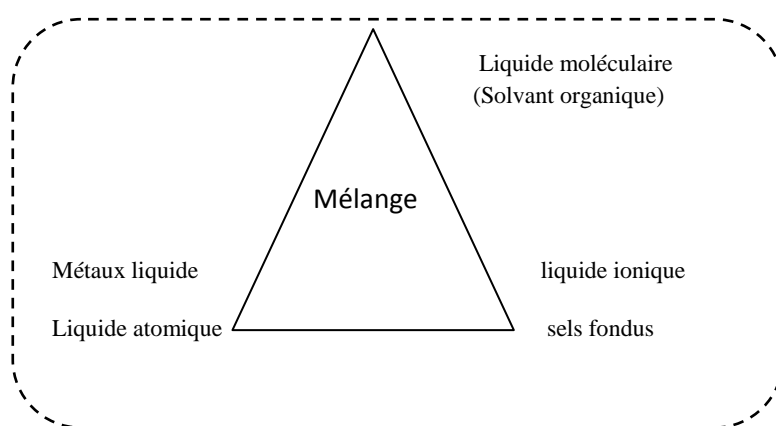 Liquide moléculaire
(Solvant organique)
Mélange
Métaux liquide
liquide ionique
Liquide atomique
sels fondus